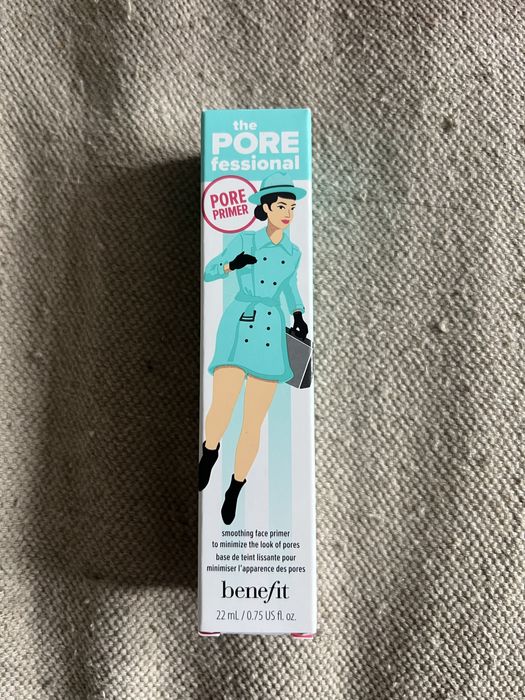 the
PORE
fessional
PORE
PRIMER
smoothing face primer
to minimize the look of pores
base de teint lissante pour
minimiser l'apparence des pores
benefit
22 mL / 0.75 US fl. oz.